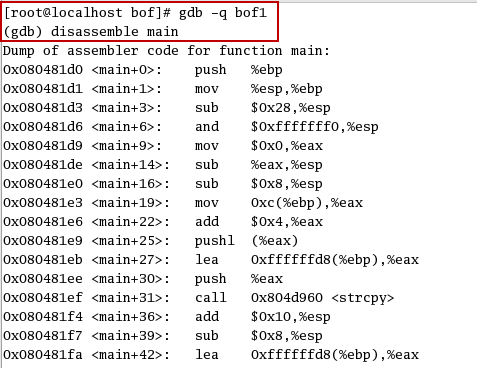 [root@localhost bof]# gdb -q bof1
(gdb) disassemble main
Dump of assembler code for function main:
0x080481d0 <main+0>: push %ebp
0x080481d1 <main+1>: mov %esp,%ebp
0x080481d3 <main+3>: sub $0x28,%esp
0x080481d6 <main+6>: and $0xfffffff0,%esp
0x080481d9 <main+9>: mov $0x0,%eax
0x080481de <main+14>: sub %eax,%esp
0x080481e0 <main+16>: sub $0x8,%esp
0x080481e3 <main+19>: mov 0xc(%ebp),%eax
0x080481e6 <main+22>: add $0x4,%eax
0x080481e9 <main+25>: pushl (%eax)
0x080481eb <main+27>: lea 0xffffffd8(%ebp),%eax
0x080481ee <main+30>: push %eax
0x080481ef <main+31>: call 0x804d960 <strcpy>
0x080481f4 <main+36>: add $0x10,%esp
0x080481f7 <main+39>: sub $0x8,%esp
0x080481fa <main+42>: lea 0xffffffd8(%ebp),%eax